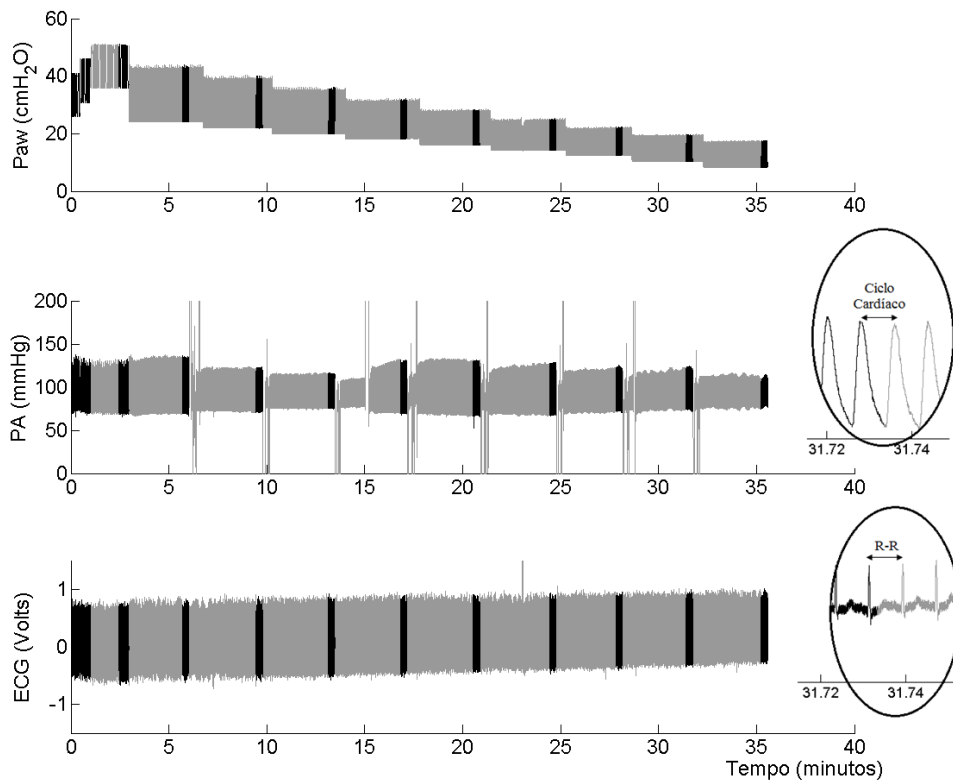 60
40
20
0
Paw (cmH2O)
0 5 10 15 20 25 30 35 40
200
150
100
50
0
PA (mmHg)
0 5 10 15 20 25 30 35 40
Ciclo
Cardíaco
31.72 31.74
1
0
-1
ECG (Volts)
0 5 10 15 20 25 30 35 40
Tempo (minutos)
R-R
31.72 31.74